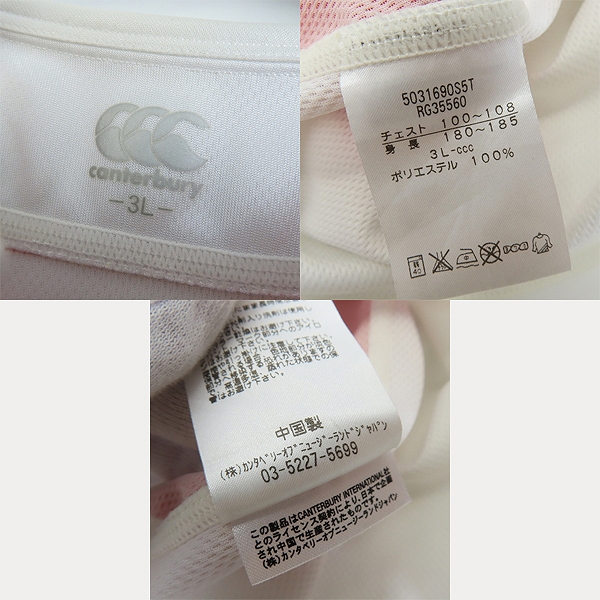 canterbury
-3L-
5031690S5T
RG35560
チェスト 100～108
身 長 180～185
3L-ccc
ポリエステル 100%
40
中国製
(株)カンタベリーオブニュージーランドジャパン
03-5227-5699
この製品はCANTERBURY INTERNATIONAL社
とのライセンス契約により、日本で企画
され中国で生産されたものです。
(株)カンタベリーオブニュージーランドジャパン